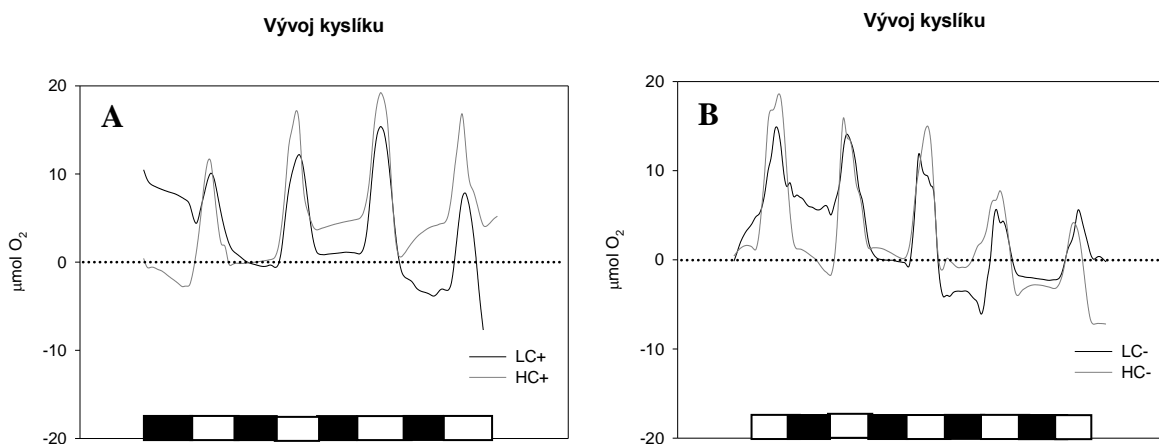 Vývoj kyslíku
20
10
0
-10
-20
µmol O₂
A
LC+
HC+
Vývoj kyslíku
20
10
0
-10
-20
µmol O₂
B
LC-
HC-